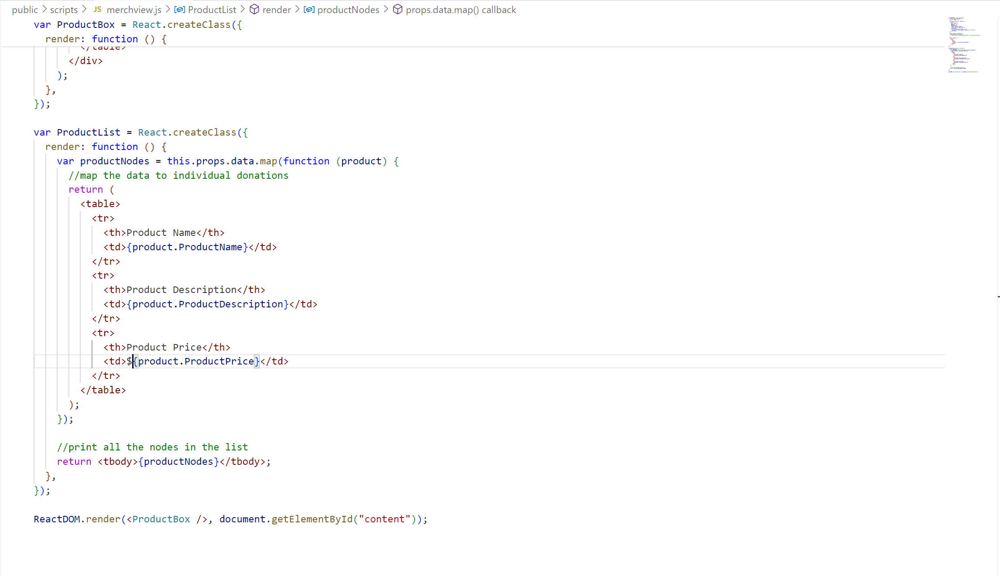 public > scripts > JS merchview.js > ProductList > render > productNodes > props.data.map() callback
var ProductBox = React.createClass({
  render: function () {
        </table>
      </div>
    );
  },
});

var ProductList = React.createClass({
  render: function () {
    var productNodes = this.props.data.map(function (product) {
      //map the data to individual donations
      return (
        <table>
          <tr>
            <th>Product Name</th>
            <td>{product.ProductName}</td>
          </tr>
          <tr>
            <th>Product Description</th>
            <td>{product.ProductDescription}</td>
          </tr>
          <tr>
            <th>Product Price</th>
            <td>${product.ProductPrice}</td>
          </tr>
        </table>
      );
    });

    //print all the nodes in the list
    return <tbody>{productNodes}</tbody>;
  },
});

ReactDOM.render(<ProductBox />, document.getElementById("content"));